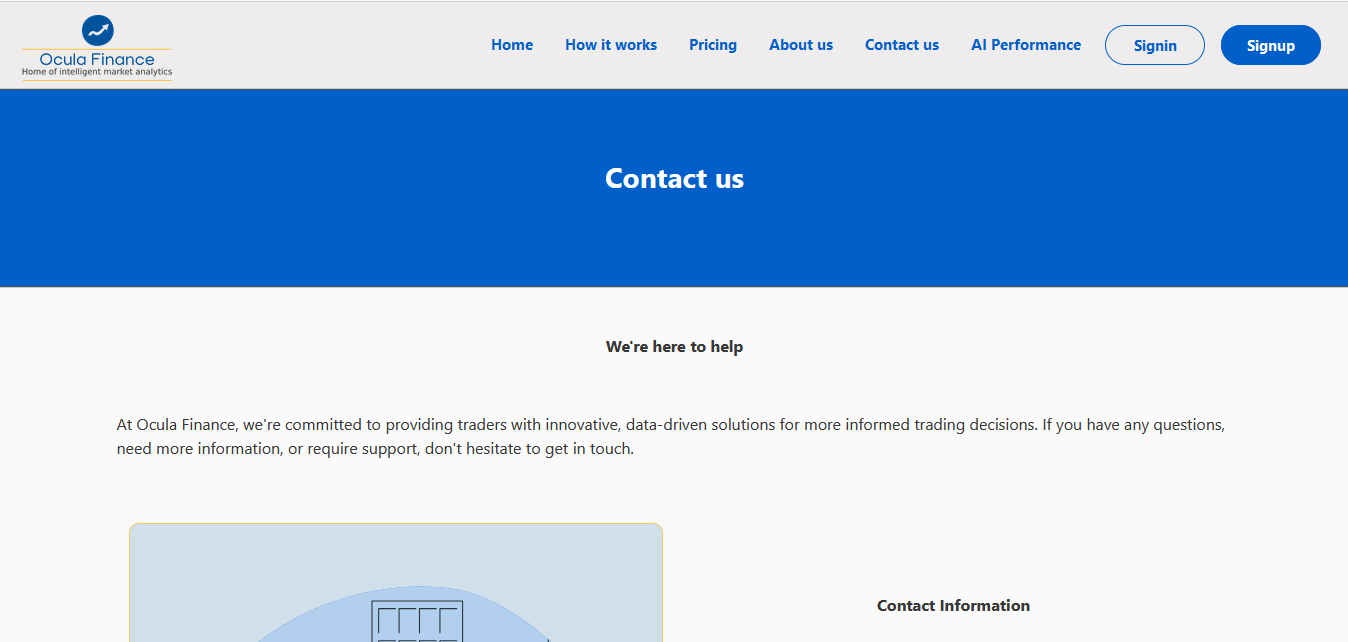 Ocula Finance
Home of intelligent market analytics
Home
How it works
Pricing
About us
Contact us
AI Performance
Signin
Signup
Contact us
We're here to help
At Ocula Finance, we're committed to providing traders with innovative, data-driven solutions for more informed trading decisions. If you have any questions,
need more information, or require support, don't hesitate to get in touch.
Contact Information